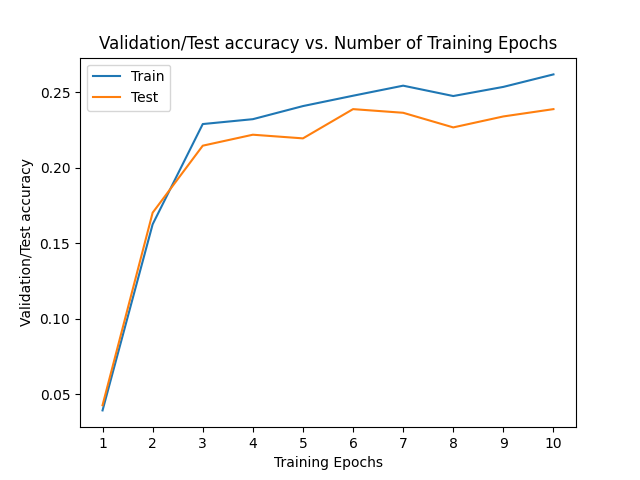 Validation/Test accuracy vs. Number of Training Epochs
Train
Test
Validation/Test accuracy
0.25
0.20
0.15
0.10
0.05
1 2 3 4 5 6 7 8 9 10
Training Epochs